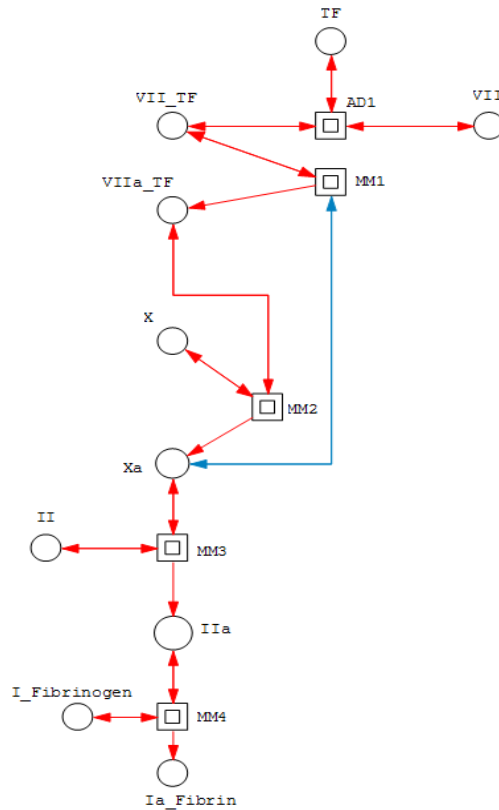 TF
VII_TF
AD1
VII
VIIa_TF
MM1
X
MM2
Xa
II
MM3
IIa
I_Fibrinogen
MM4
Ia_Fibrin